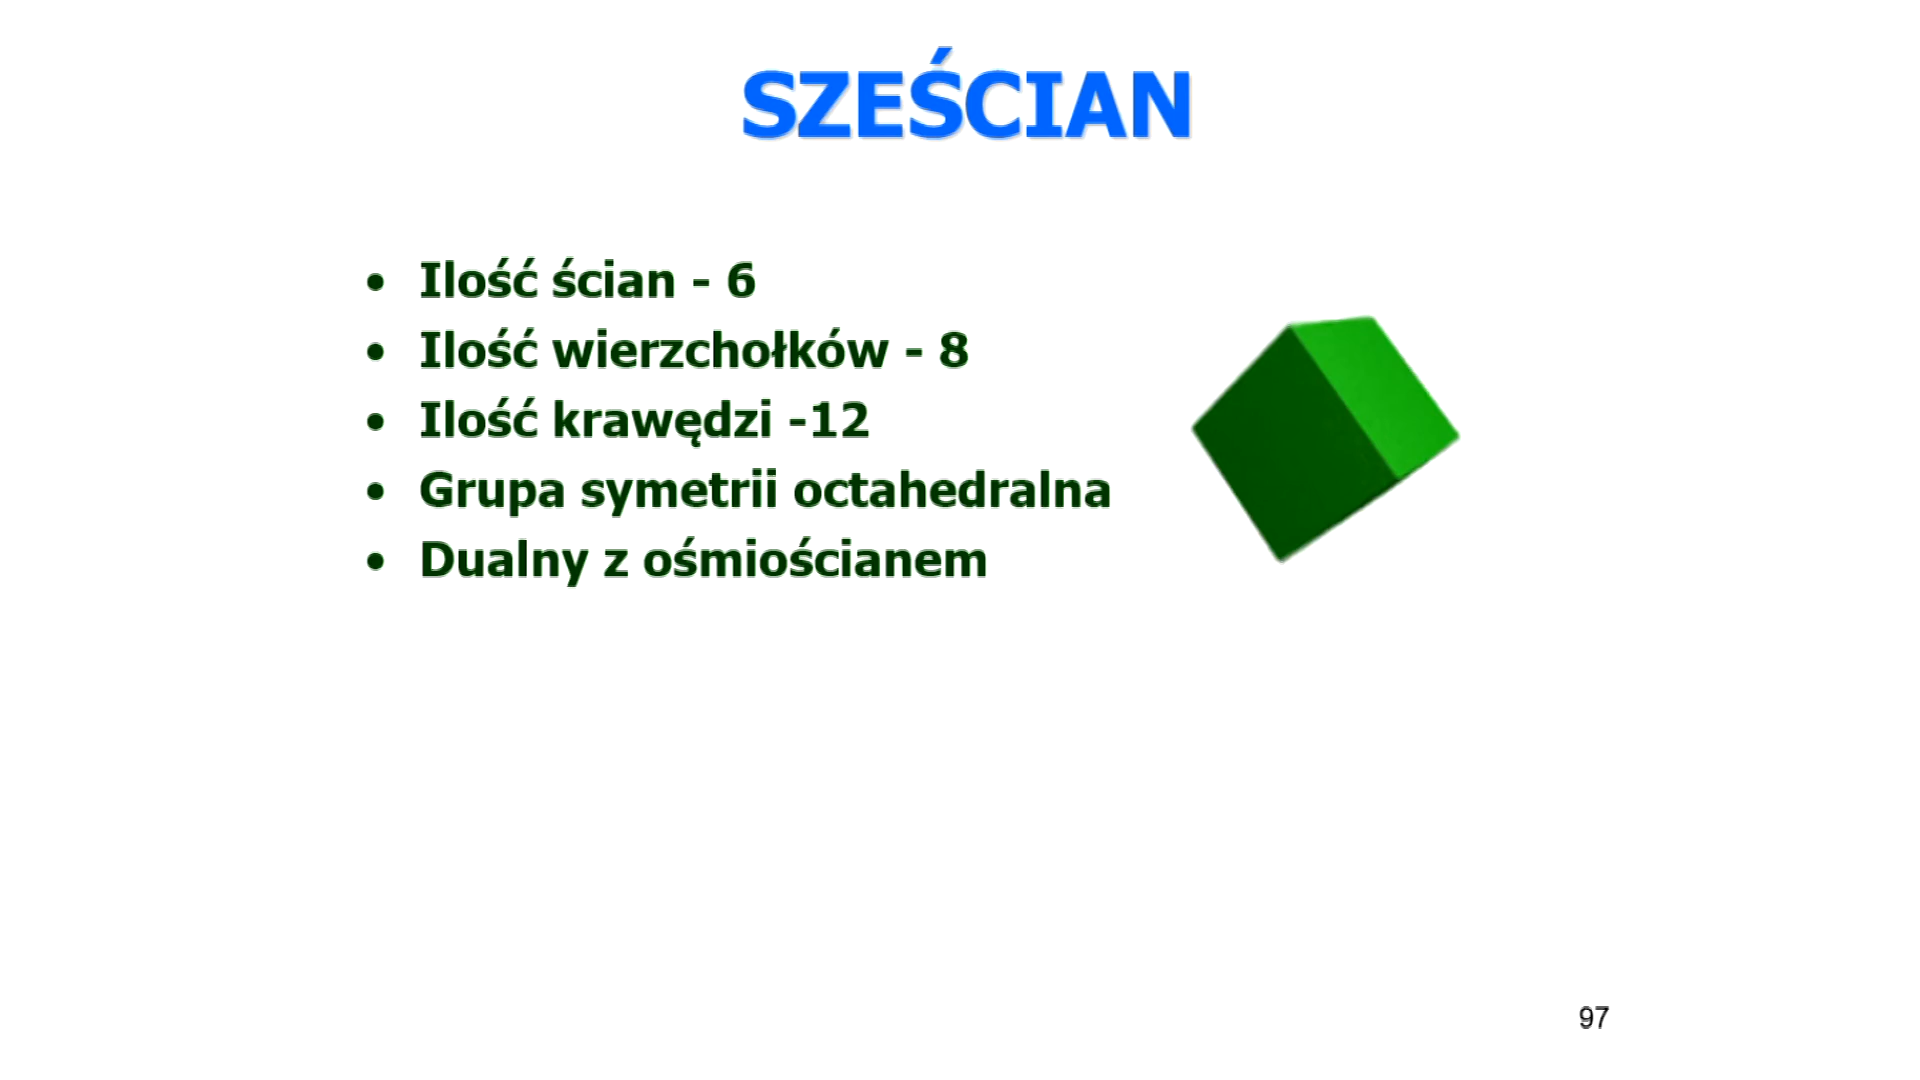 SZEŚCIAN
• Ilość ścian - 6
• Ilość wierzchołków - 8
• Ilość krawędzi -12
• Grupa symetrii octahedralna
• Dualny z ośmiościanem
97